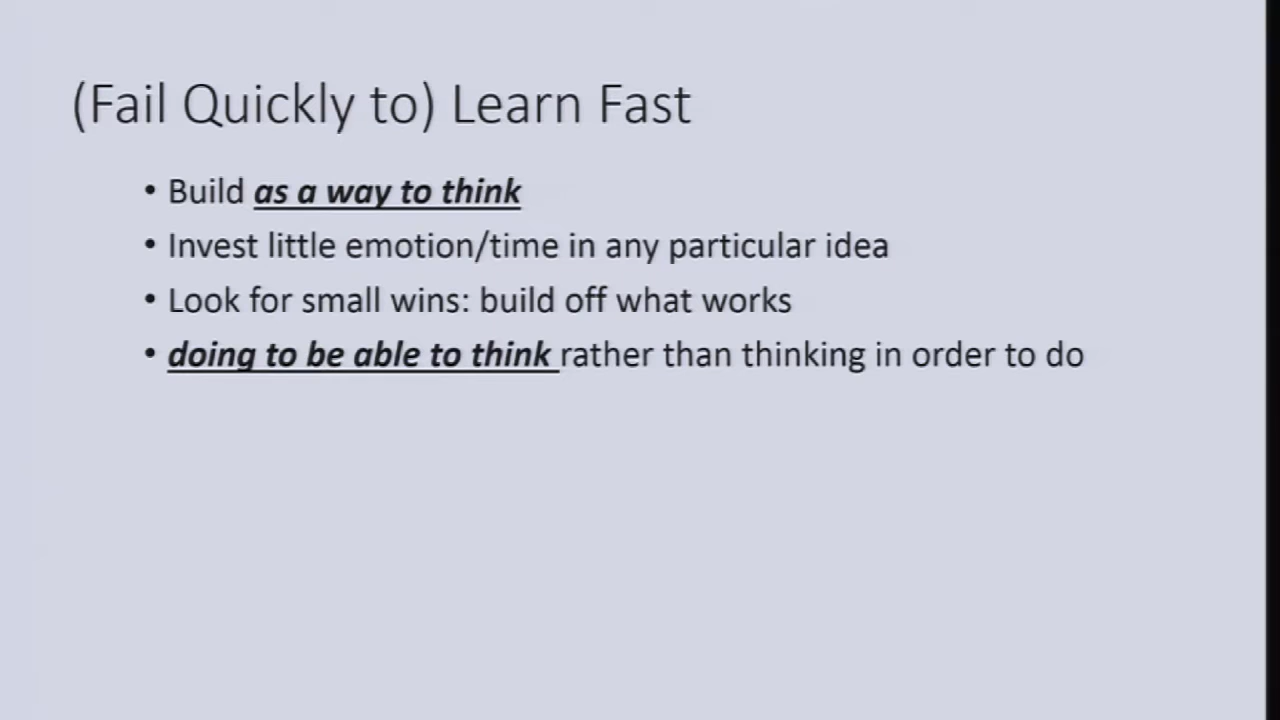 (Fail Quickly to) Learn Fast
• Build as a way to think
• Invest little emotion/time in any particular idea
• Look for small wins: build off what works
• doing to be able to think rather than thinking in order to do